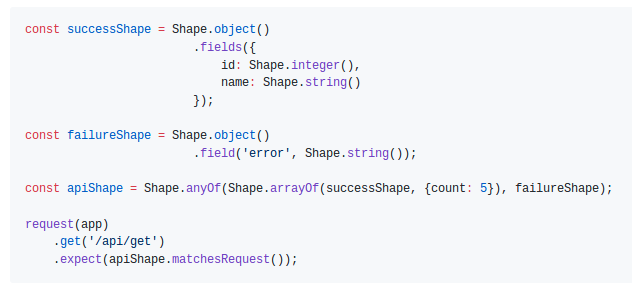 const successShape = Shape.object()
                         .fields({
                             id: Shape.integer(),
                             name: Shape.string()
                         });

const failureShape = Shape.object()
                         .field('error', Shape.string());

const apiShape = Shape.anyOf(Shape.arrayOf(successShape, {count: 5}), failureShape);

request(app)
    .get('/api/get')
    .expect(apiShape.matchesRequest());